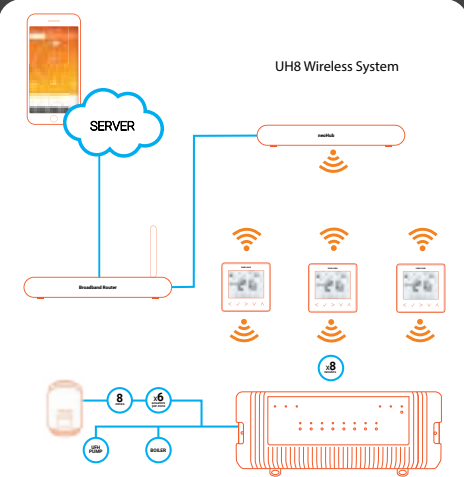 UH8 Wireless System
SERVER
neoHub
Broadband Router
x8
8
x6
UFH
PUMP
BOILER